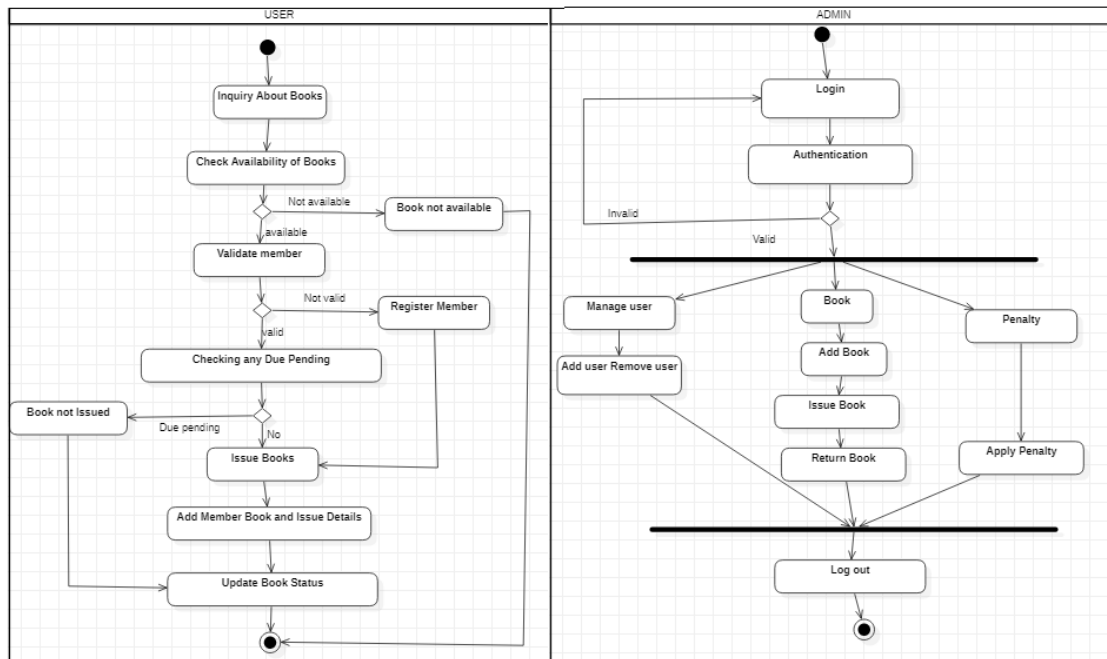 USER
Inquiry About Books
Check Availability of Books
Not available
Book not available
available
Validate member
Not valid
Register Member
valid
Checking any Due Pending
Book not Issued
Due pending
No
Issue Books
Add Member Book and Issue Details
Update Book Status
ADMIN
Login
Authentication
Invalid
Valid
Manage user
Book
Penalty
Add user Remove user
Add Book
Issue Book
Return Book
Apply Penalty
Log out